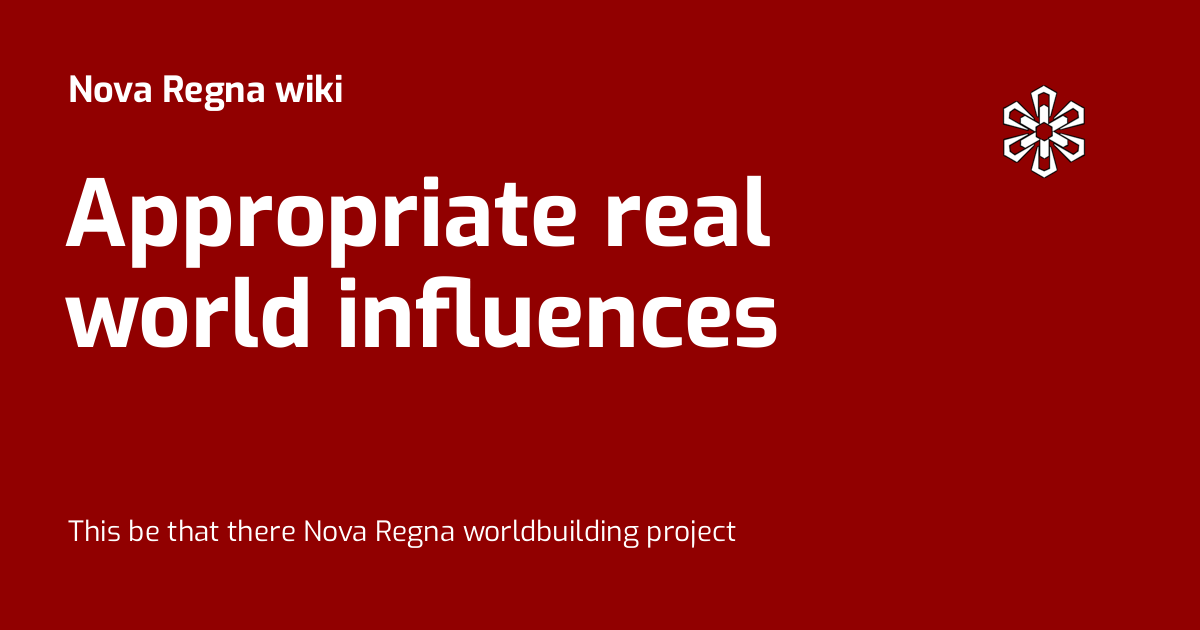 Nova Regna wiki
Appropriate real
world influences
This be that there Nova Regna worldbuilding project